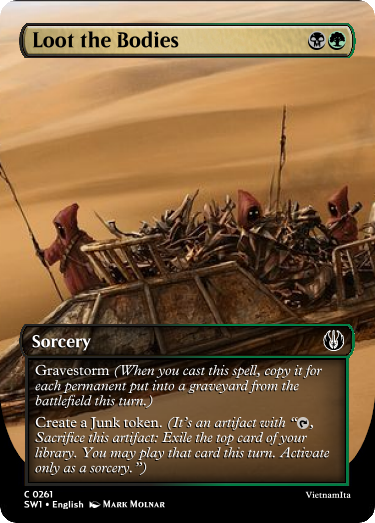 Loot the Bodies
Sorcery
Gravestorm (When you cast this spell, copy it for
each permanent put into a graveyard from the
battlefield this turn.)
Create a Junk token. (It's an artifact with “
Sacrifice this artifact: Exile the top card of your
library. You may play that card this turn. Activate
only as a sorcery.”)
C 0261
VietnamIta
SW1 • English Mark Molnar